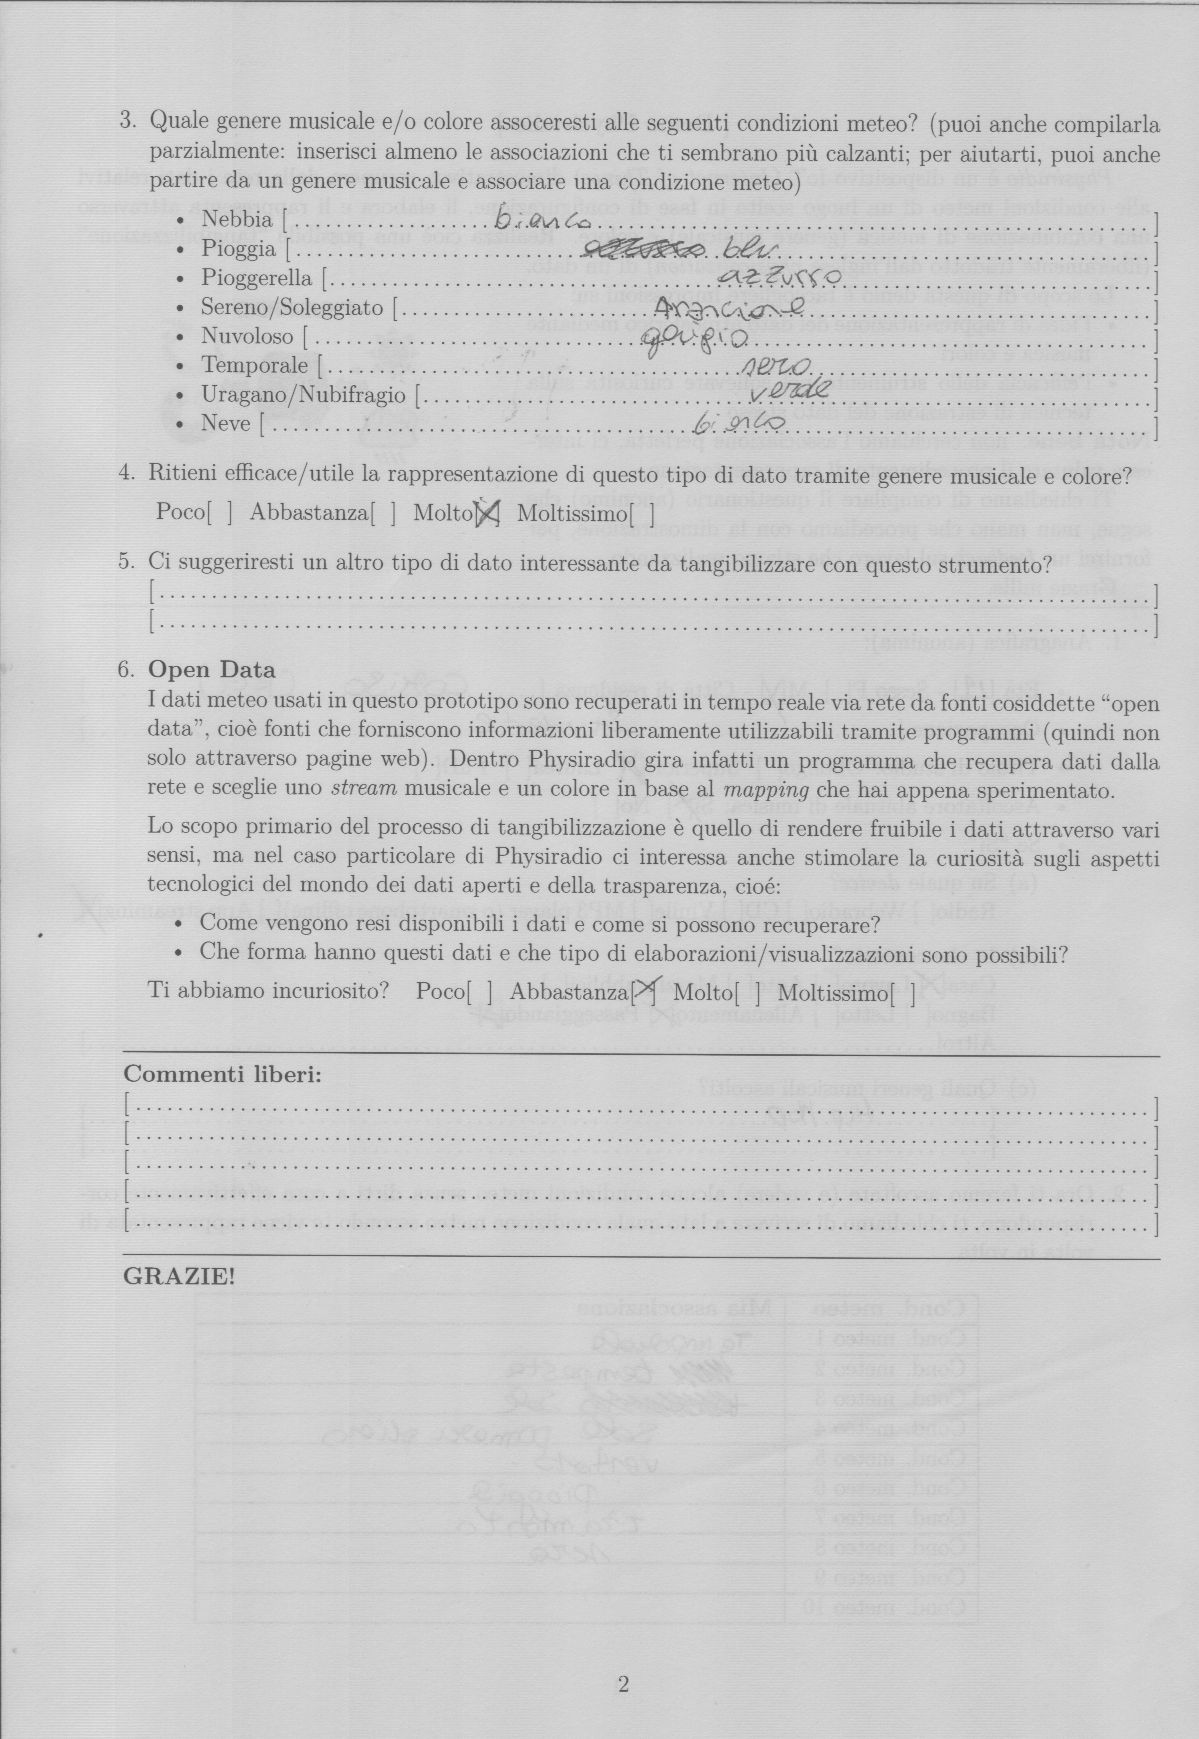 3. Quale genere musicale e/o colore assoceresti alle seguenti condizioni meteo? (puoi anche compilarla
parzialmente: inserisci almeno le associazioni che ti sembrano più calzanti; per aiutarti, puoi anche
partire da un genere musicale e associare una condizione meteo)
• Nebbia [ bianco ]
• Pioggia [ blu ]
• Pioggerella [ azzurro ]
• Sereno/Soleggiato [ Arancione ]
• Nuvoloso [ grigio ]
• Temporale [ nero ]
• Uragano/Nubifragio [ verde ]
• Neve [ bianco ]
4. Ritieni efficace/utile la rappresentazione di questo tipo di dato tramite genere musicale e colore?
Poco[ ] Abbastanza[ ] Molto[X] Moltissimo[ ]
5. Ci suggeriresti un altro tipo di dato interessante da tangibilizzare con questo strumento?
[ ]
[ ]
6. Open Data
I dati meteo usati in questo prototipo sono recuperati in tempo reale via rete da fonti cosiddette “open
data”, cioè fonti che forniscono informazioni liberamente utilizzabili tramite programmi (quindi non
solo attraverso pagine web). Dentro Physiradio gira infatti un programma che recupera dati dalla
rete e sceglie uno stream musicale e un colore in base al mapping che hai appena sperimentato.
Lo scopo primario del processo di tangibilizzazione è quello di rendere fruibile i dati attraverso vari
sensi, ma nel caso particolare di Physiradio ci interessa anche stimolare la curiosità sugli aspetti
tecnologici del mondo dei dati aperti e della trasparenza, cioé:
• Come vengono resi disponibili i dati e come si possono recuperare?
• Che forma hanno questi dati e che tipo di elaborazioni/visualizzazioni sono possibili?
Ti abbiamo incuriosito? Poco[ ] Abbastanza[X] Molto[ ] Moltissimo[ ]
Commenti liberi:
[ ]
[ ]
[ ]
[ ]
[ ]
GRAZIE!
2